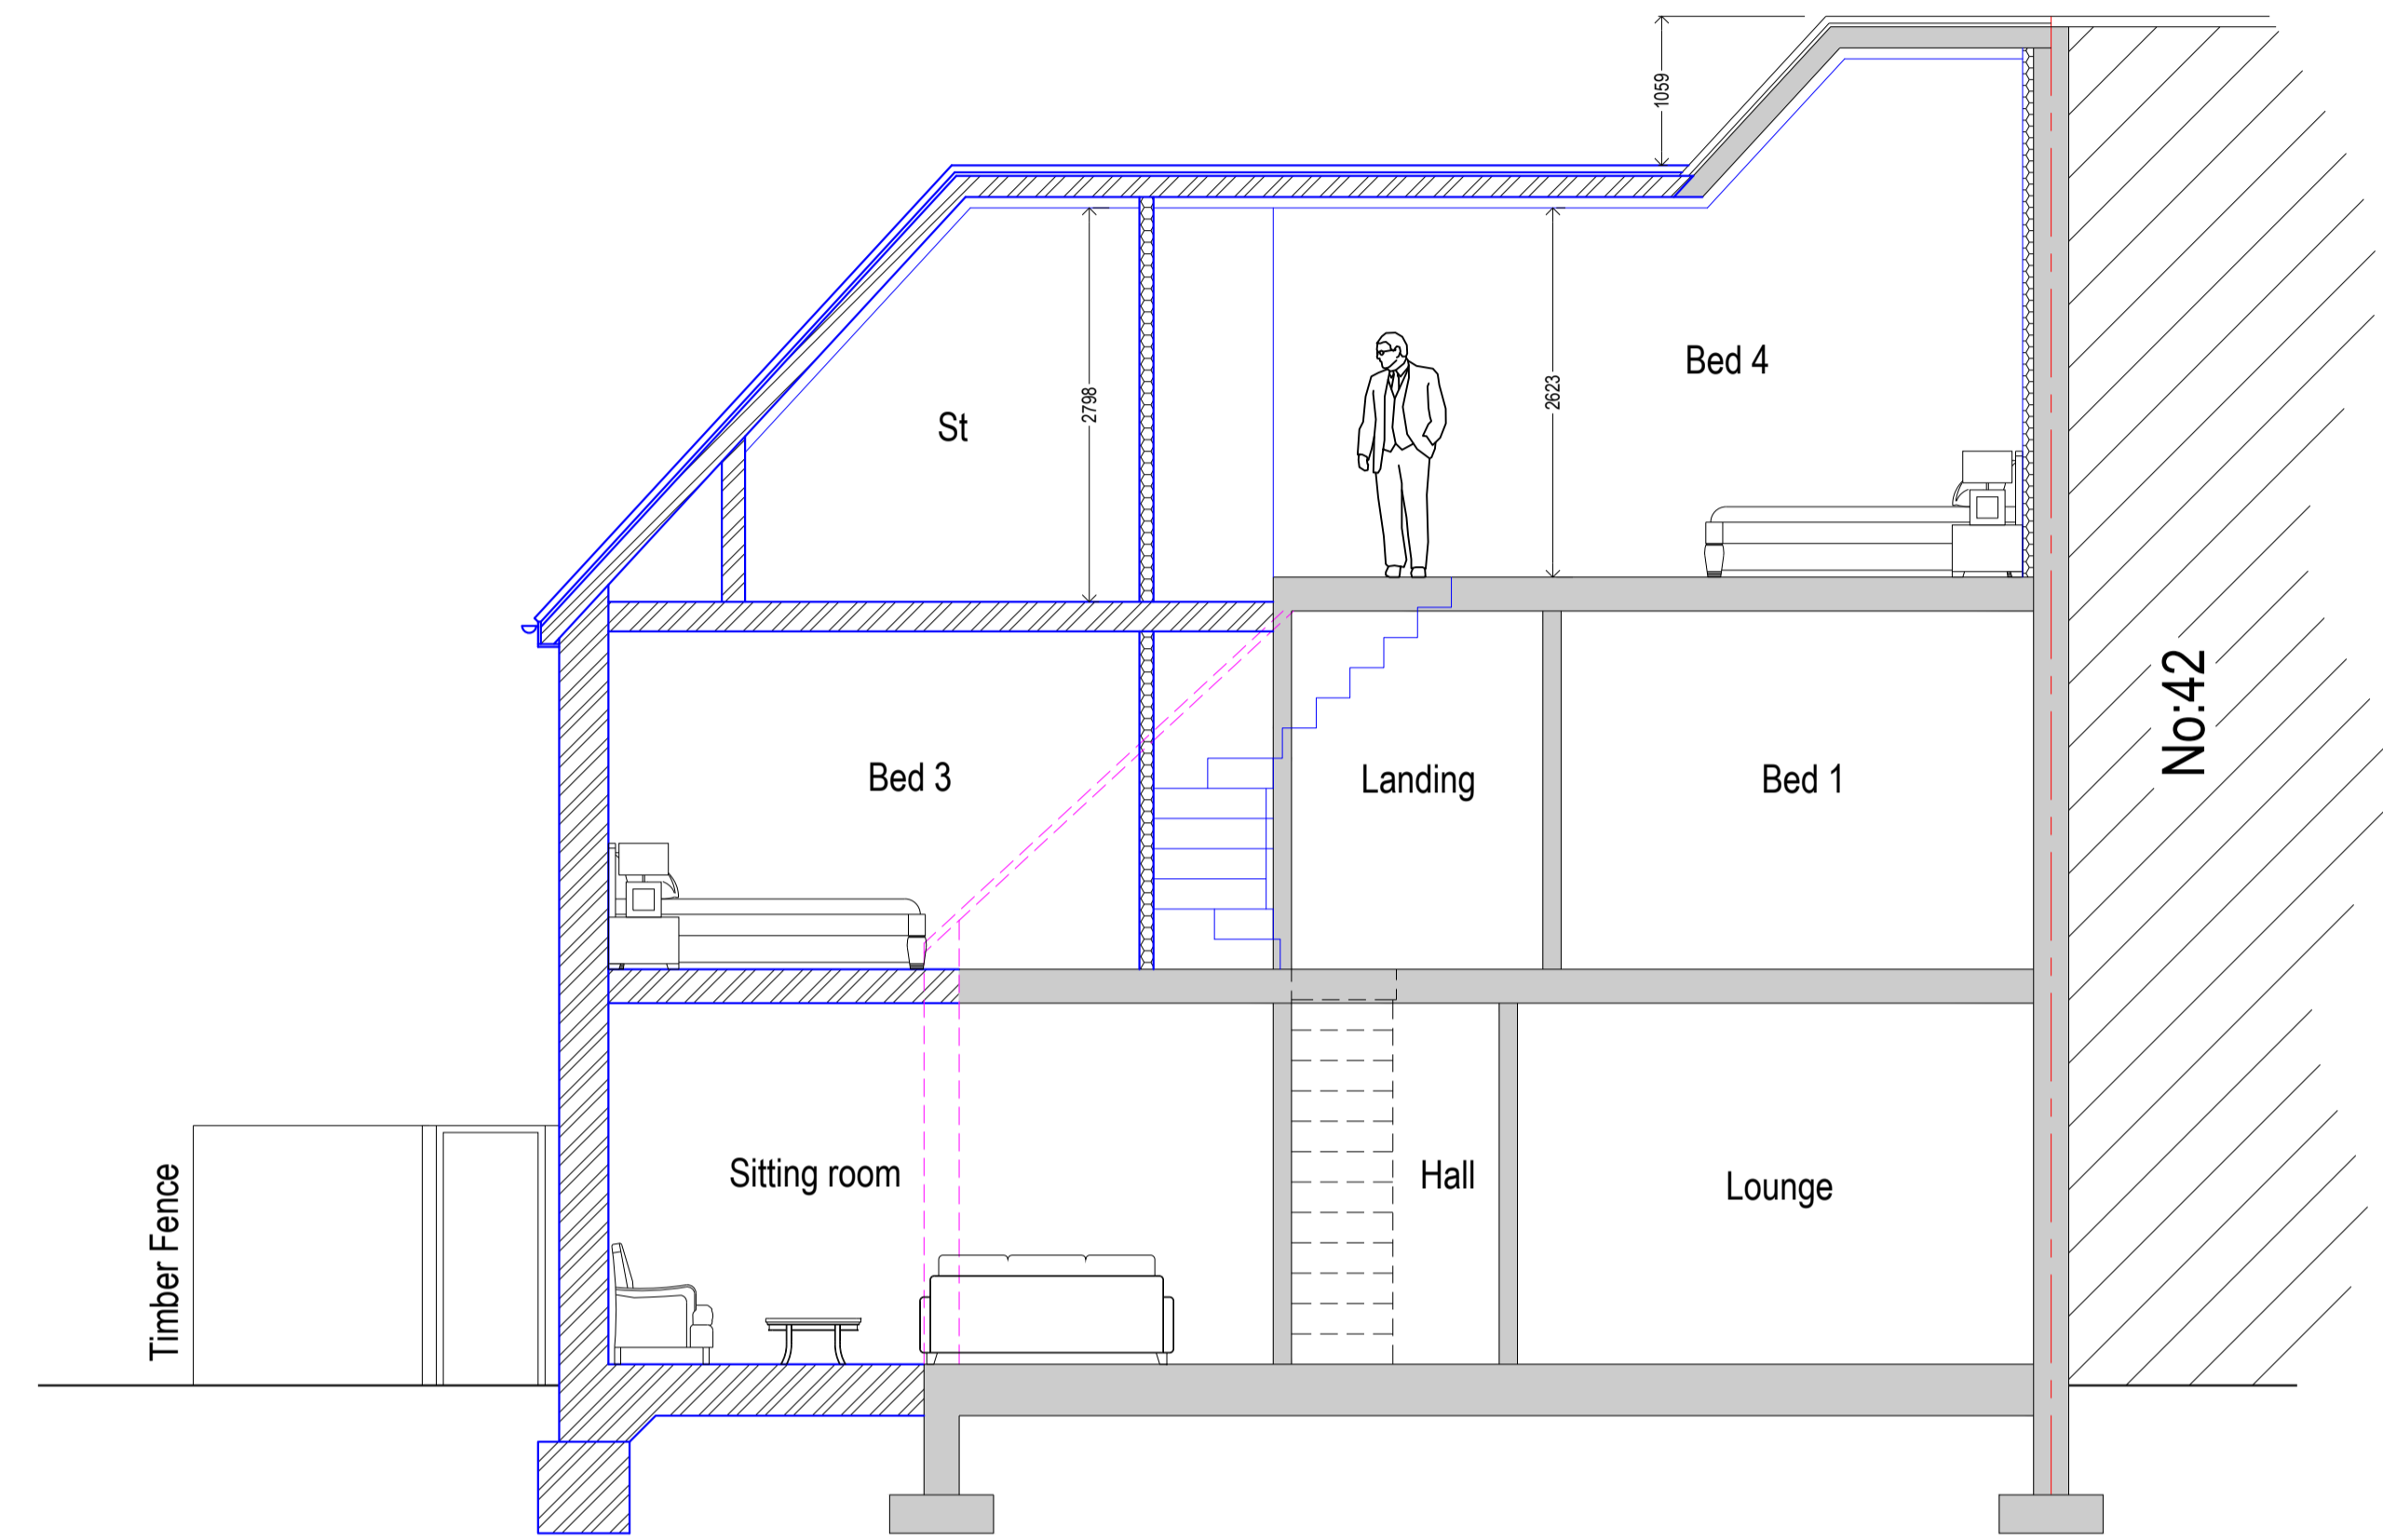 1059
Bed 4
2623
2798
St
No:42
Bed 3
Landing
Bed 1
Timber Fence
Sitting room
Hall
Lounge